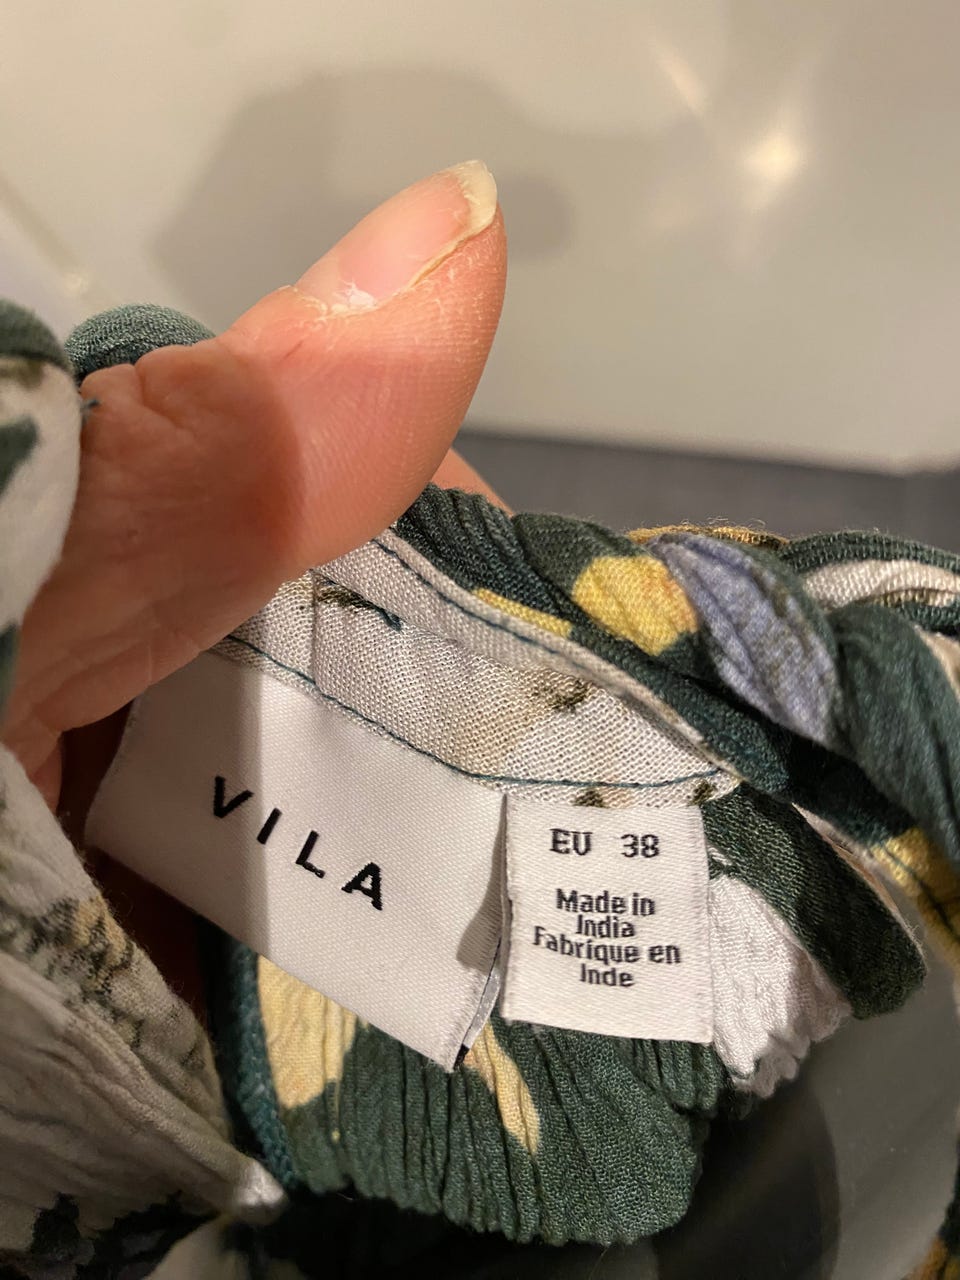 VILA
EU 38
Made in
India
Fabrique en
Inde